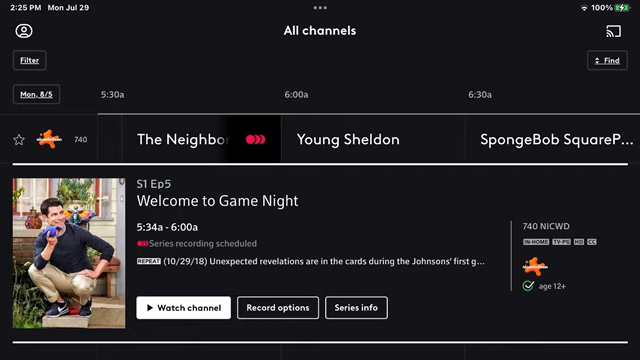 2:25 PM Mon Jul 29
100%
All channels
Filter
Find
Mon, 8/5
5:30a 6:00a 6:30a
nickelodeon 740 The Neighbor Young Sheldon SpongeBob SquareP...
S1 Ep5
Welcome to Game Night
5:34a - 6:00a
Series recording scheduled
REPEAT (10/29/18) Unexpected revelations are in the cards during the Johnsons' first g...
740 NICWD
IN-HOME TV-PG HD CC
nickelodeon
age 12+
Watch channel Record options Series info